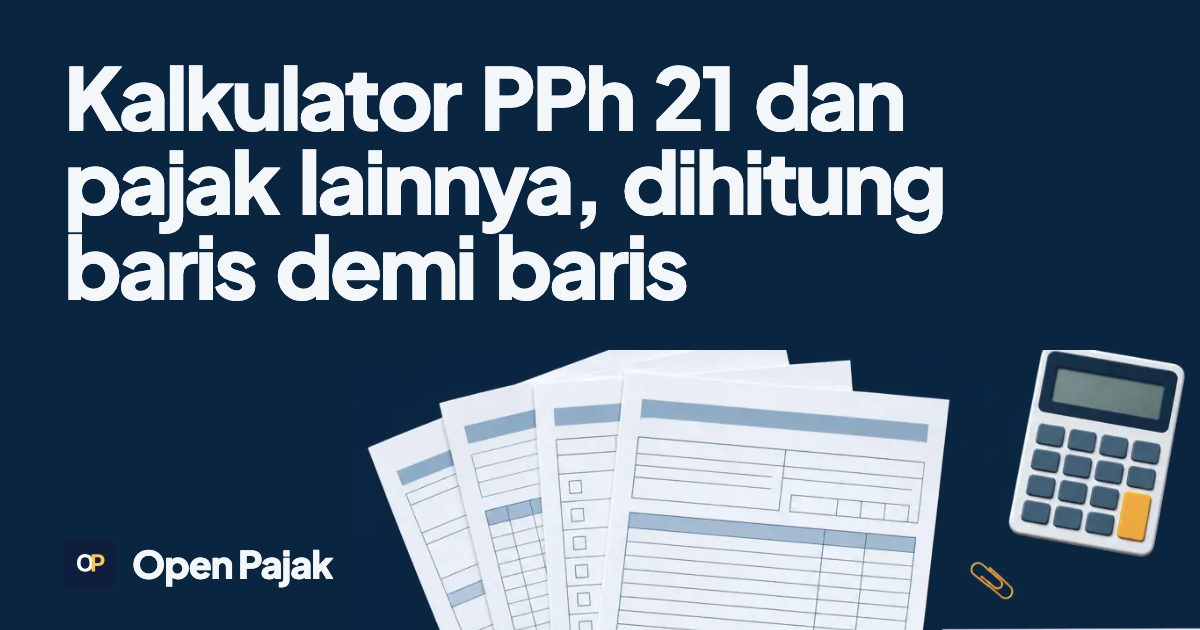 Kalkulator PPh 21 dan
pajak lainnya, dihitung
baris demi baris
OP
Open Pajak